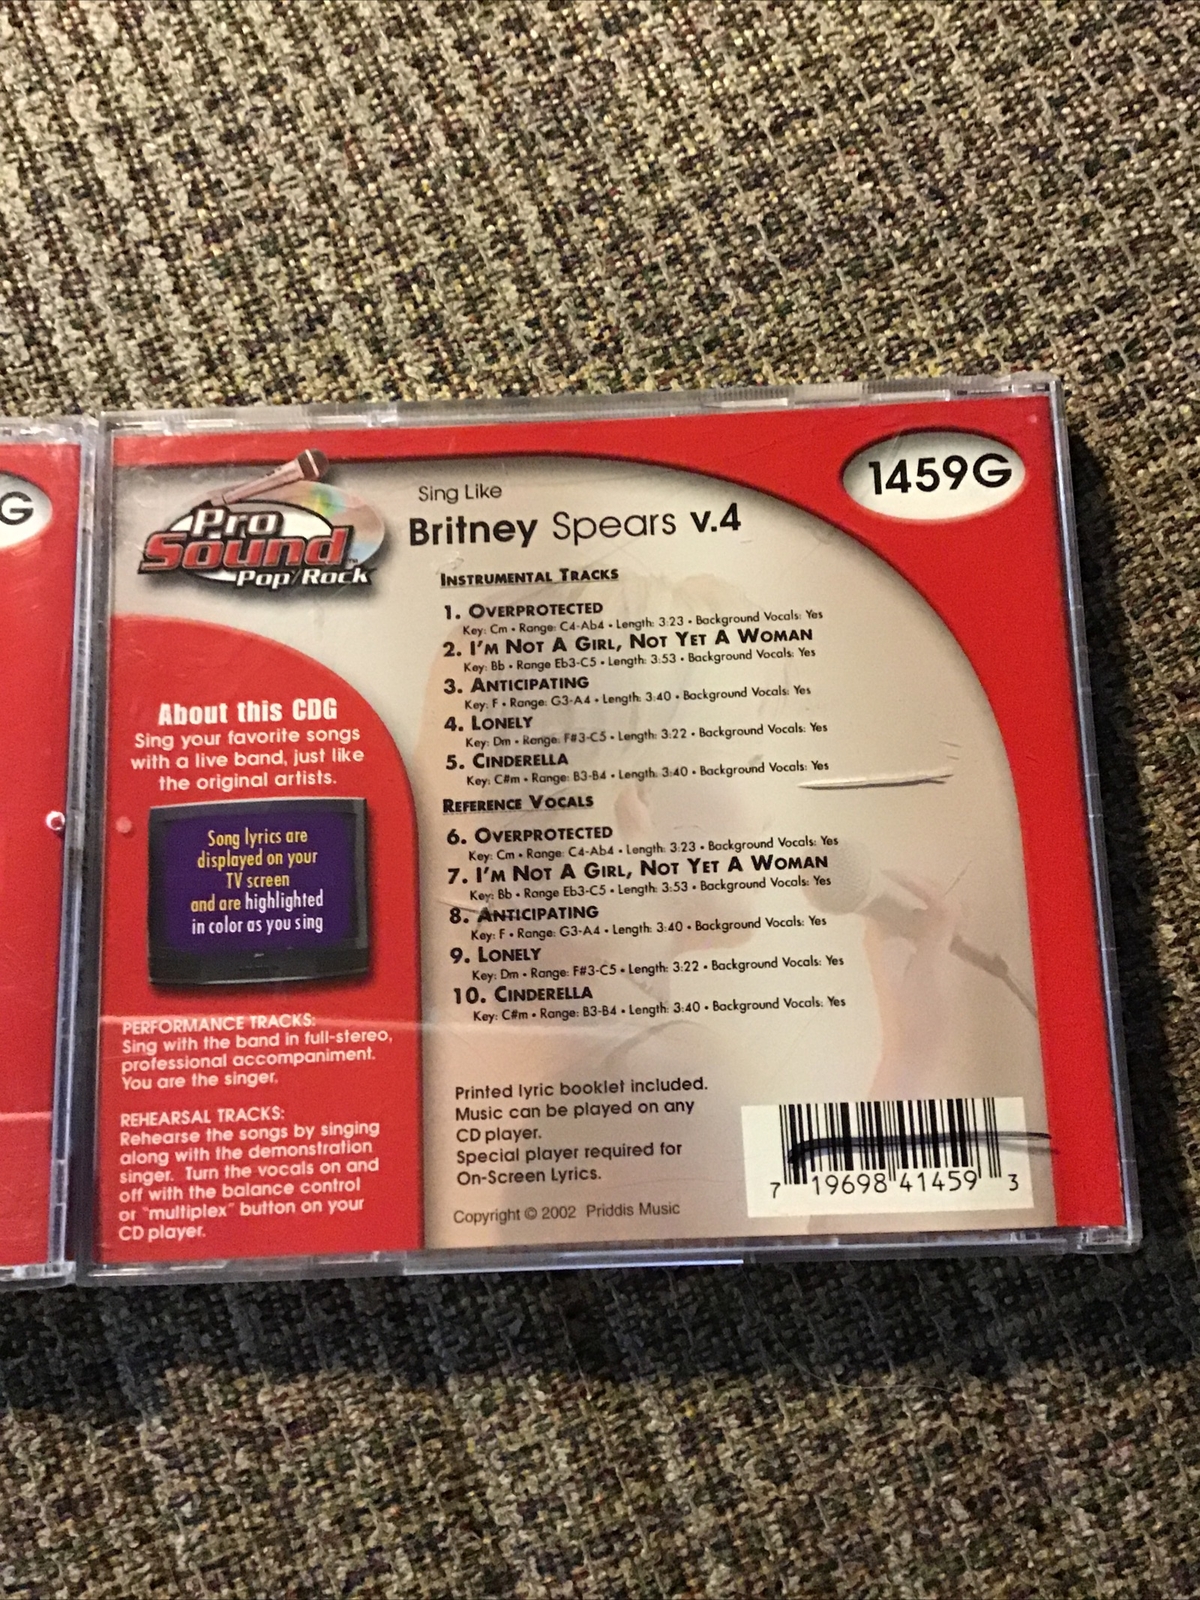 G
Pro
Sound
Pop/Rock
Sing Like
Britney Spears v.4
1459G
INSTRUMENTAL TRACKS
1. OVERPROTECTED
Key: Cm • Range: C4-Ab4 • Length: 3:23 • Background Vocals: Yes
2. I'M NOT A GIRL, NOT YET A WOMAN
Key: Bb • Range Eb3-C5 • Length: 3:53 • Background Vocals: Yes
3. ANTICIPATING
Key: F • Range: G3-A4 • Length: 3:40 • Background Vocals: Yes
4. LONELY
Key: Dm • Range: F#3-C5 • Length: 3:22 • Background Vocals: Yes
5. CINDERELLA
Key: C#m • Range: B3-B4 • Length: 3:40 • Background Vocals: Yes
REFERENCE VOCALS
6. OVERPROTECTED
Key: Cm • Range: C4-Ab4 • Length: 3:23 • Background Vocals: Yes
7. I'M NOT A GIRL, NOT YET A WOMAN
Key: Bb • Range Eb3-C5 • Length: 3:53 • Background Vocals: Yes
8. ANTICIPATING
Key: F • Range: G3-A4 • Length: 3:40 • Background Vocals: Yes
9. LONELY
Key: Dm • Range: F#3-C5 • Length: 3:22 • Background Vocals: Yes
10. CINDERELLA
Key: C#m • Range: B3-B4 • Length: 3:40 • Background Vocals: Yes
About this CDG
Sing your favorite songs
with a live band, just like
the original artists.
Song lyrics are
displayed on your
TV screen
and are highlighted
in color as you sing
PERFORMANCE TRACKS:
Sing with the band in full-stereo,
professional accompaniment.
You are the singer.
REHEARSAL TRACKS:
Rehearse the songs by singing
along with the demonstration
singer. Turn the vocals on and
off with the balance control
or "multiplex" button on your
CD player.
Printed lyric booklet included.
Music can be played on any
CD player.
Special player required for
On-Screen Lyrics.
Copyright © 2002 Priddis Music
7 19698 41459 3